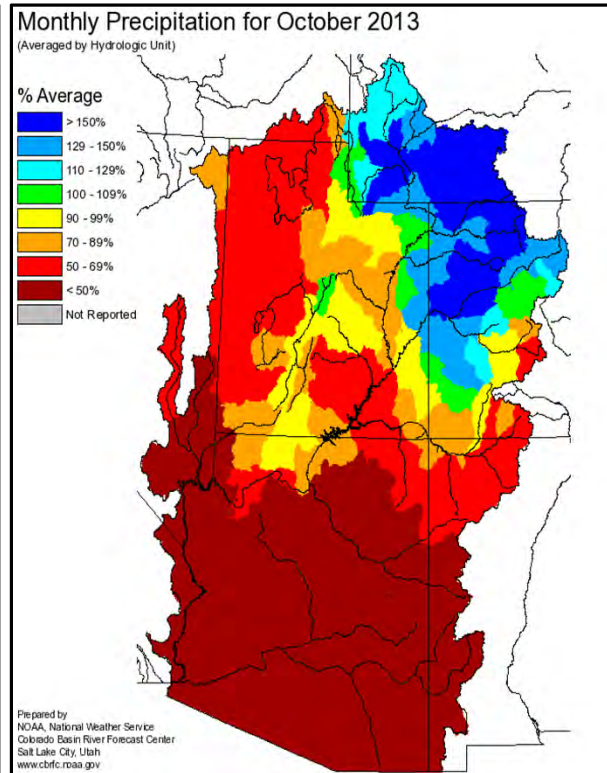 Monthly Precipitation for October 2013
(Averaged by Hydrologic Unit)
% Average
> 150%
129 - 150%
110 - 129%
100 - 109%
90 - 99%
70 - 89%
50 - 69%
< 50%
Not Reported
Prepared by
NOAA, National Weather Service
Colorado Basin River Forecast Center
Salt Lake City, Utah
www.cbrfc.noaa.gov